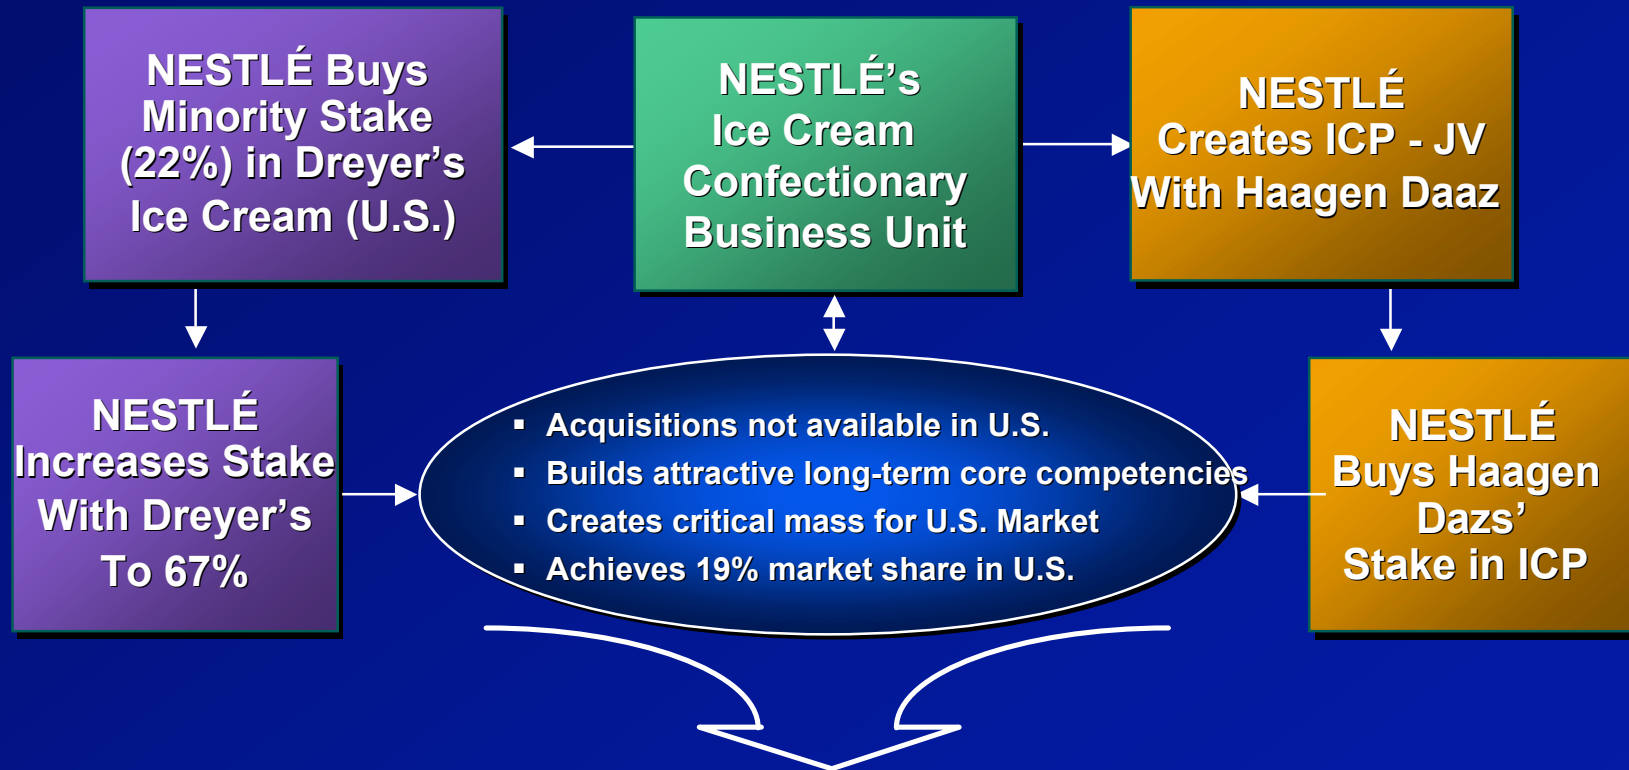 NESTLÉ Buys
Minority Stake
(22%) in Dreyer’s
Ice Cream (U.S.)
NESTLÉ’s
Ice Cream
Confectionary
Business Unit
NESTLÉ
Creates ICP - JV
With Haagen Daaz
NESTLÉ
Increases Stake
With Dreyer’s
To 67%
▪ Acquisitions not available in U.S.
▪ Builds attractive long-term core competencies
▪ Creates critical mass for U.S. Market
▪ Achieves 19% market share in U.S.
NESTLÉ
Buys Haagen
Dazs’
Stake in ICP